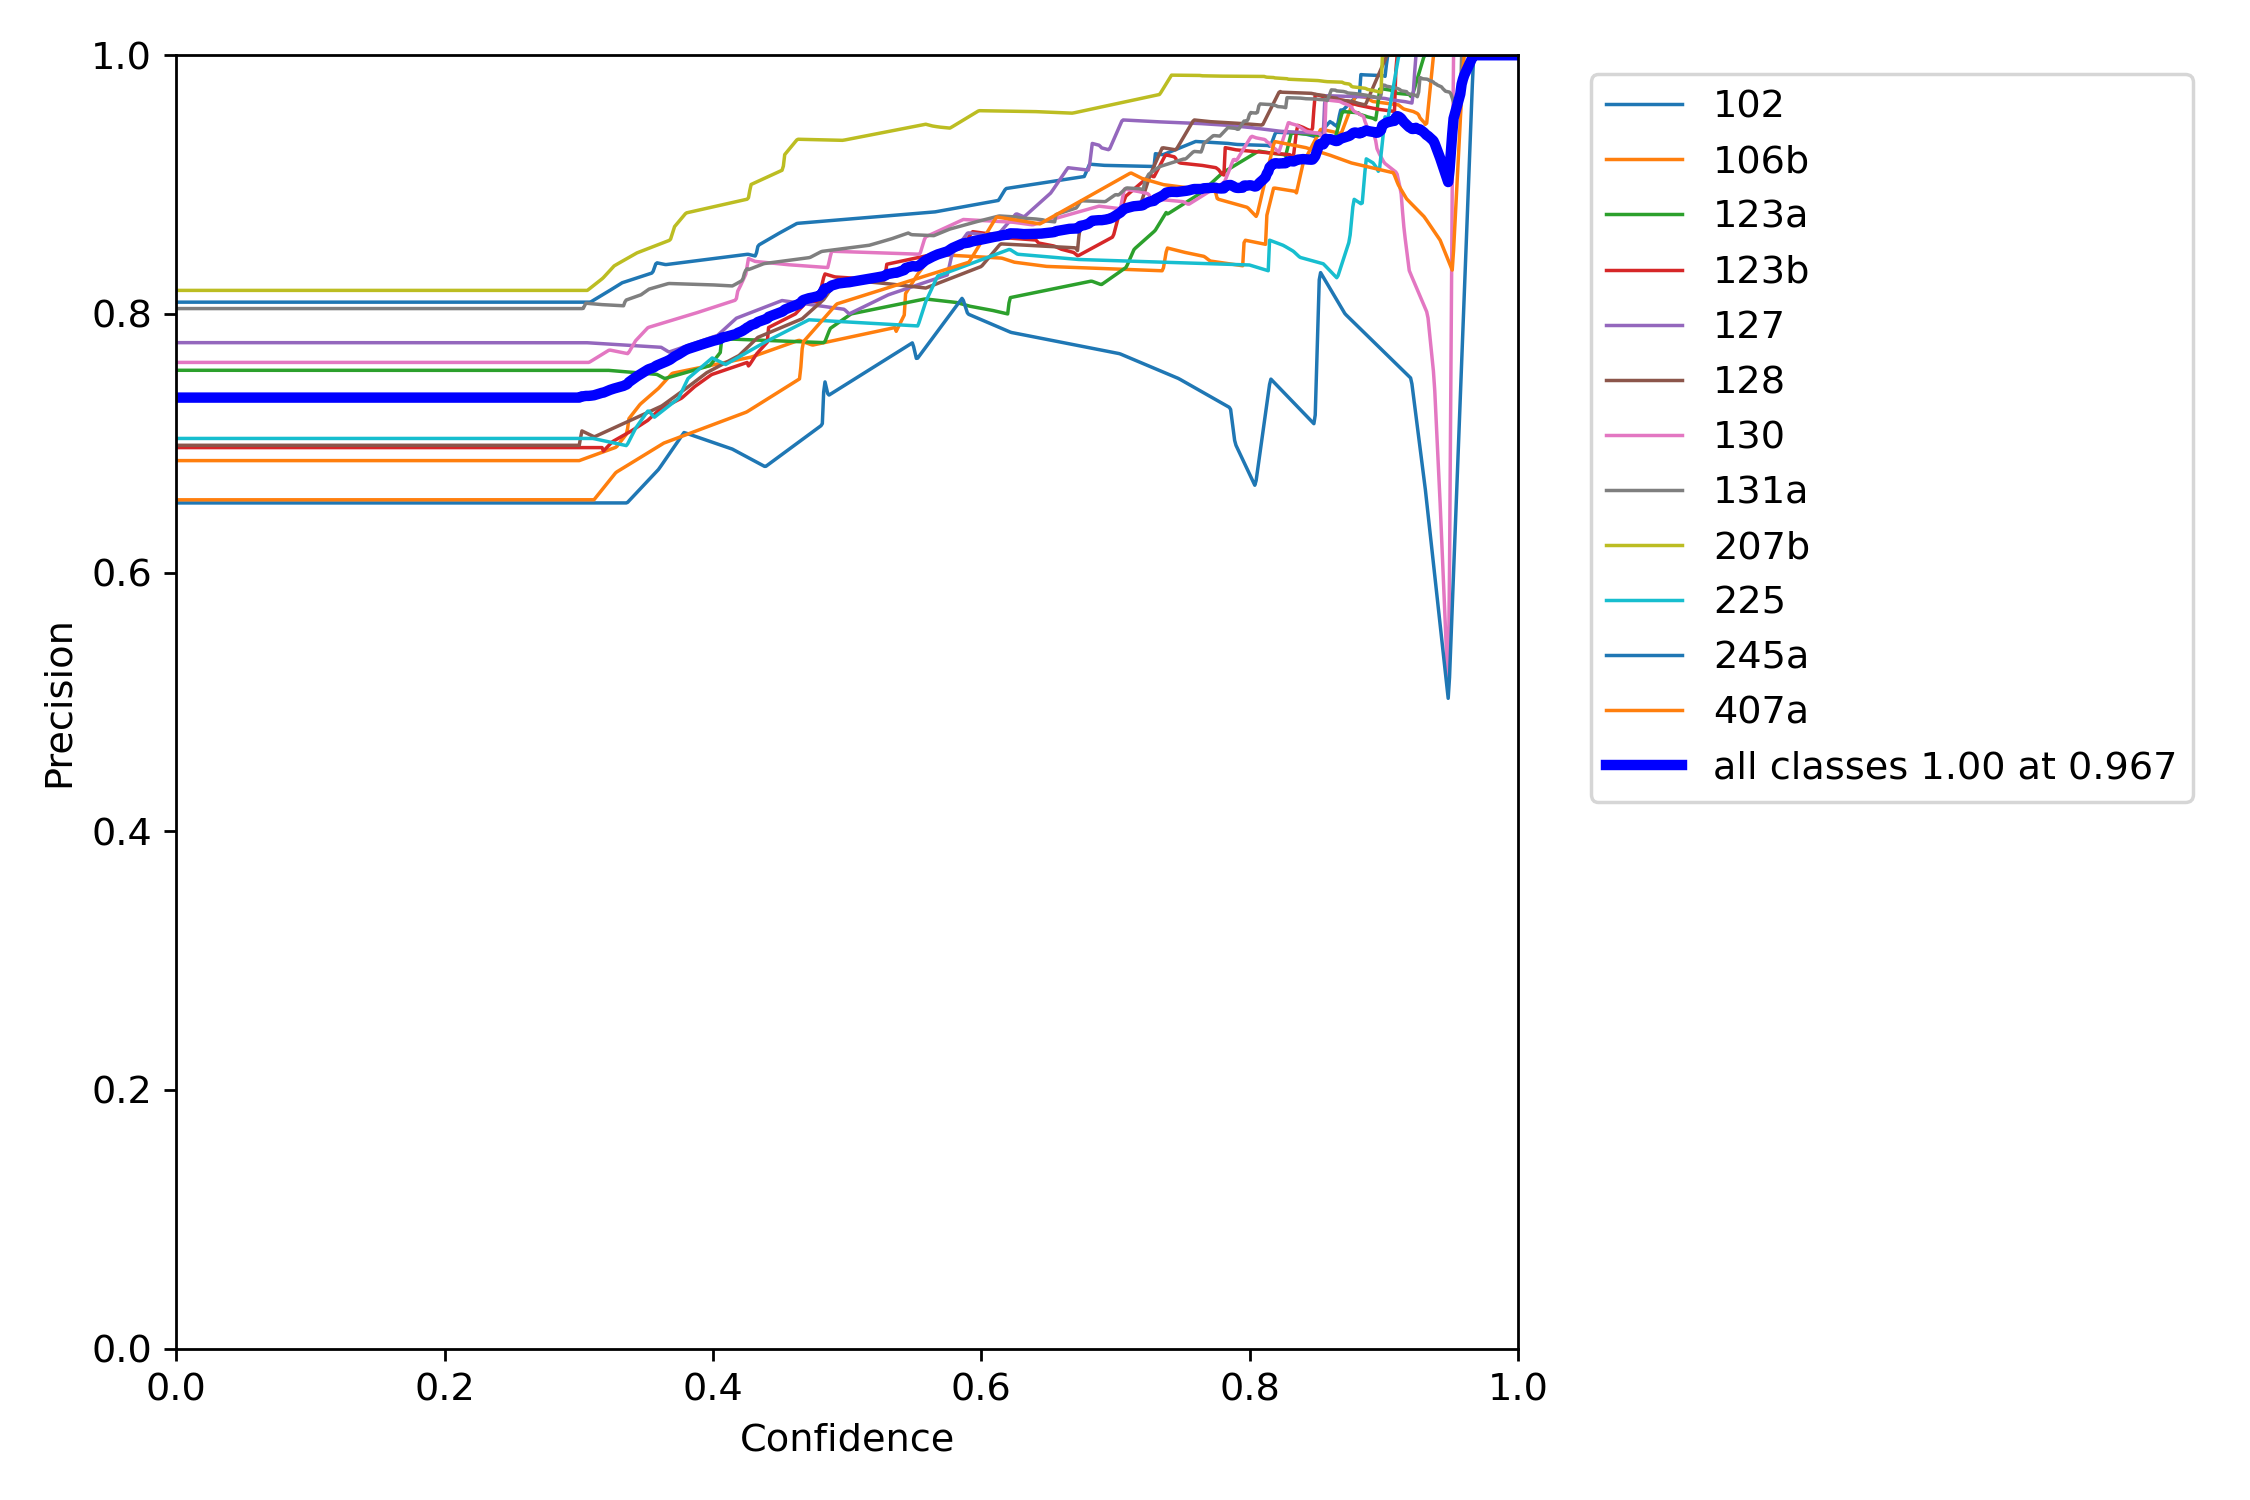 1.0
0.8
0.6
0.4
0.2
0.0
Precision
0.0 0.2 0.4 0.6 0.8 1.0
Confidence
102
106b
123a
123b
127
128
130
131a
207b
225
245a
407a
all classes 1.00 at 0.967